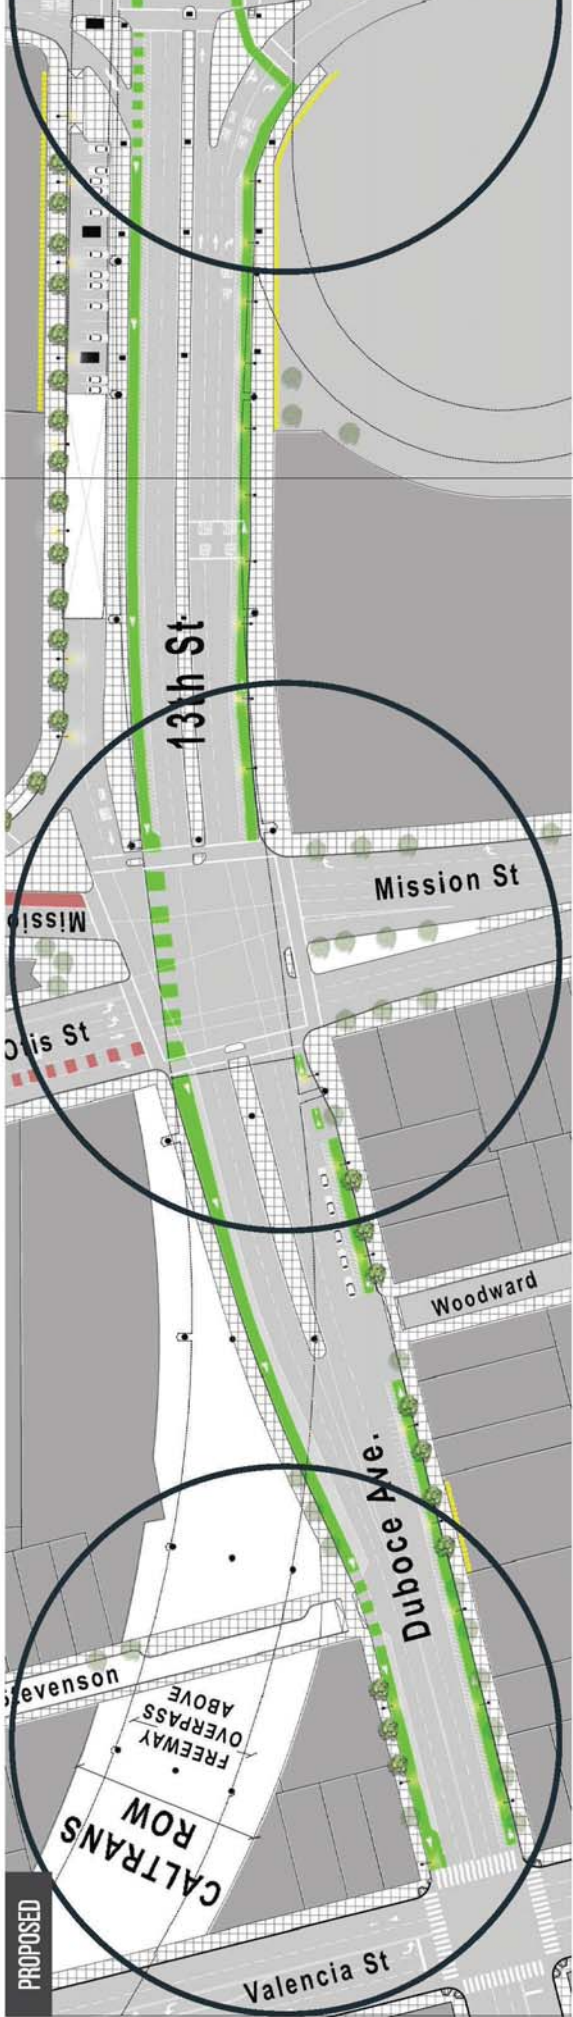 13th St
Mission St
Missio
Otis St
Woodward
Duboce Ave.
Stevenson
FREEWAY
OVERPASS
ABOVE
CALTRANS
ROW
PROPOSED
Valencia St